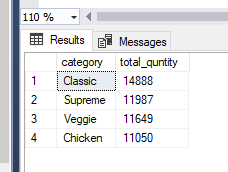 110 %
Results Messages
category total_quntity
1 Classic 14888
2 Supreme 11987
3 Veggie 11649
4 Chicken 11050